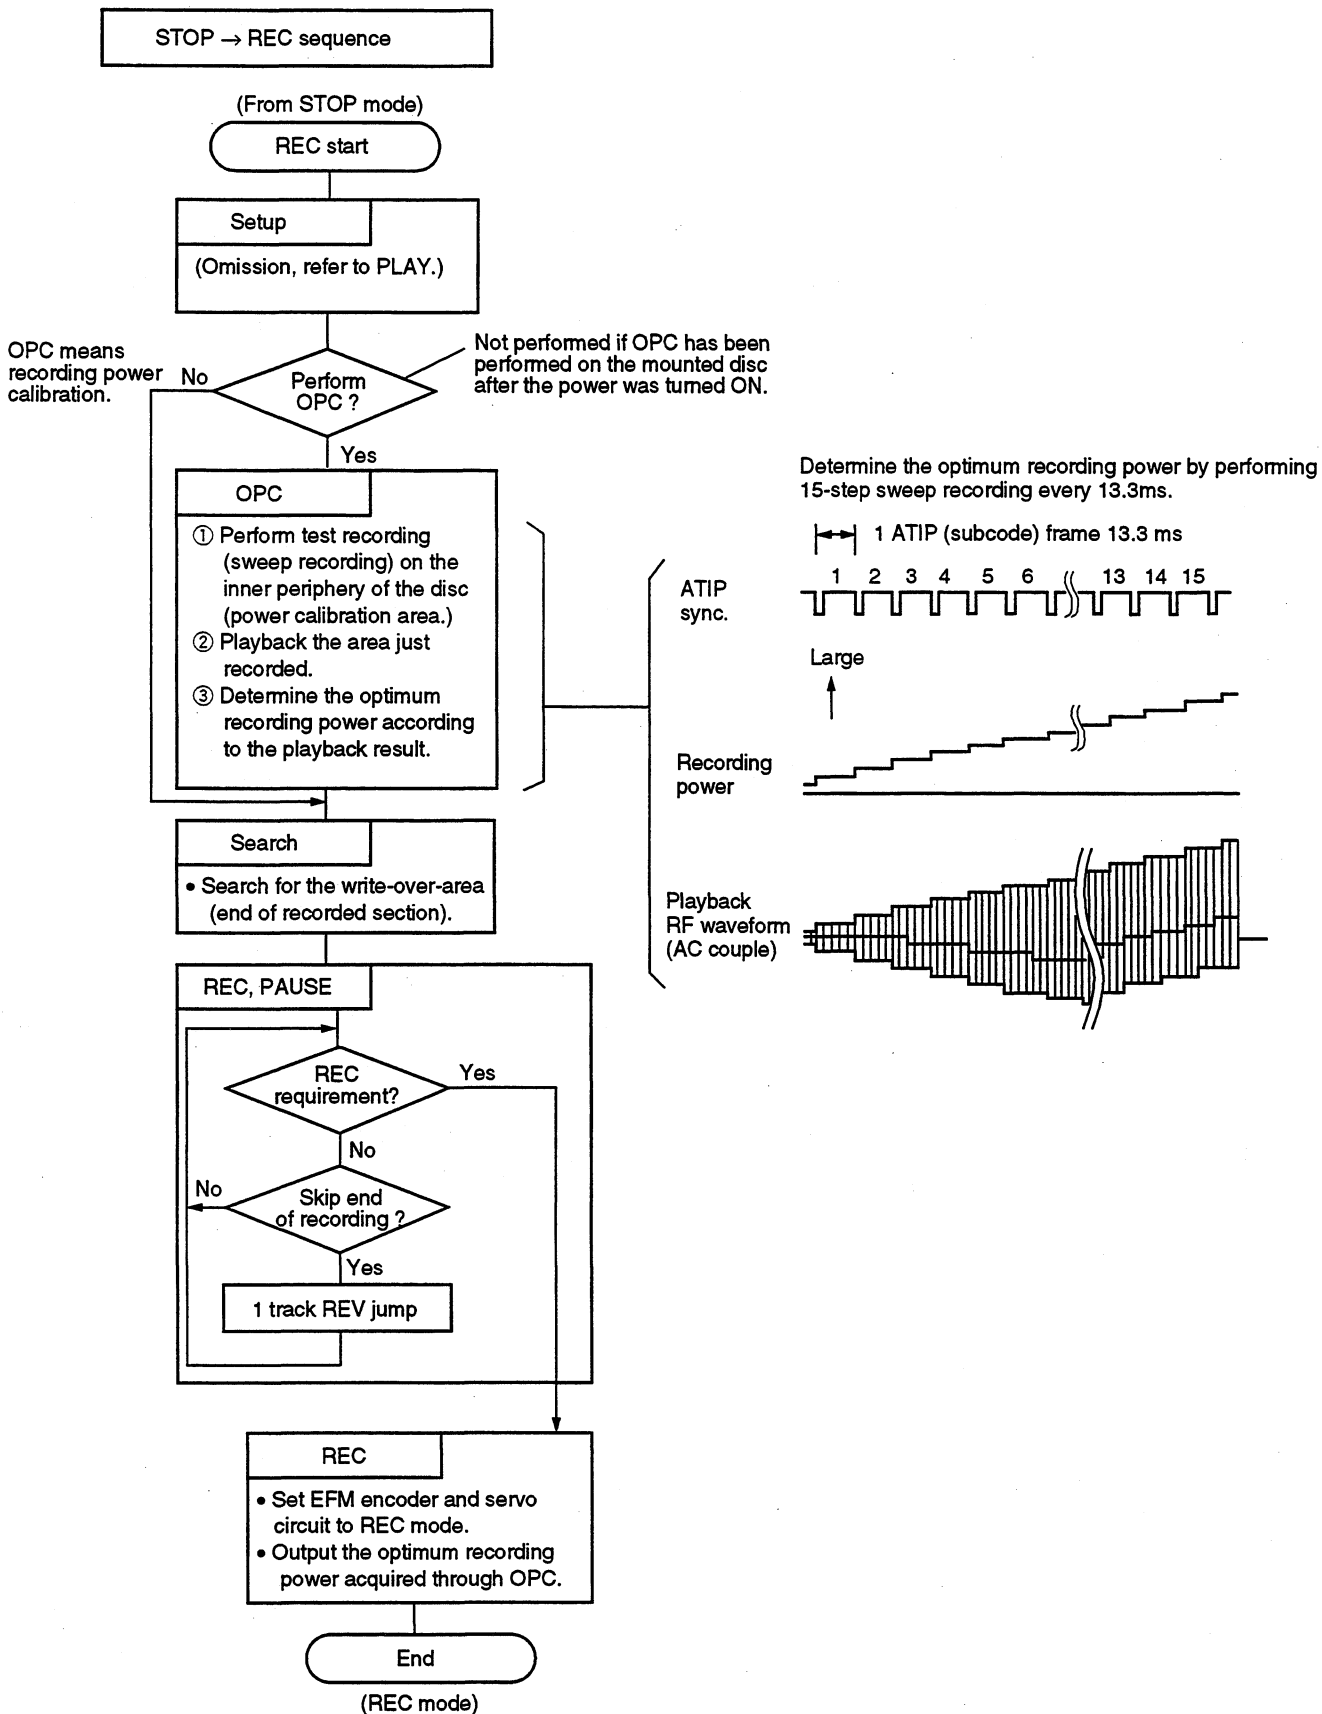 STOP → REC sequence
(From STOP mode)
REC start
Setup
(Omission, refer to PLAY.)
OPC means
recording power
calibration.
No
Perform
OPC ?
Not performed if OPC has been
performed on the mounted disc
after the power was turned ON.
Yes
OPC
① Perform test recording
(sweep recording) on the
inner periphery of the disc
(power calibration area.)
② Playback the area just
recorded.
③ Determine the optimum
recording power according
to the playback result.
Determine the optimum recording power by performing
15-step sweep recording every 13.3ms.
1 ATIP (subcode) frame 13.3 ms
1 2 3 4 5 6 13 14 15
ATIP
sync.
Large
Recording
power
Playback
RF waveform
(AC couple)
Search
• Search for the write-over-area
(end of recorded section).
REC, PAUSE
REC
requirement?
Yes
No
No
Skip end
of recording ?
Yes
1 track REV jump
REC
• Set EFM encoder and servo
circuit to REC mode.
• Output the optimum recording
power acquired through OPC.
End
(REC mode)